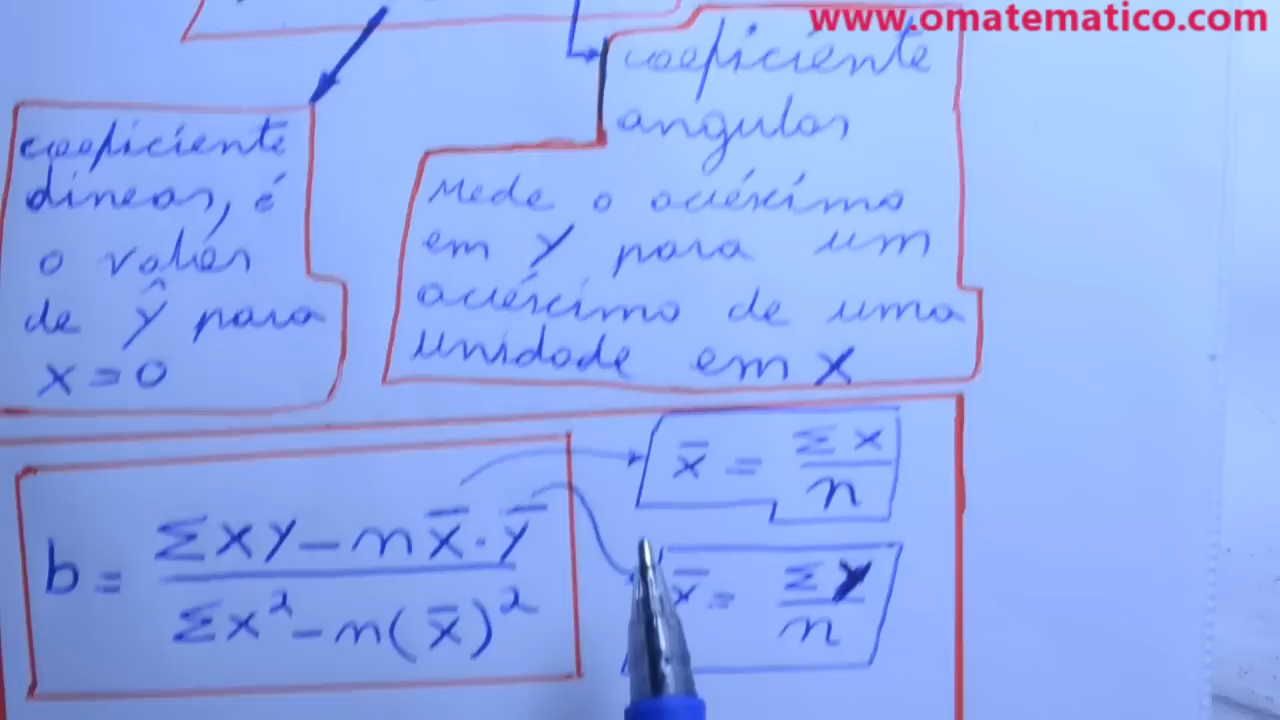 www.omatematico.com
coeficiente
angular
Mede o acréscimo
em Y para um
acréscimo de uma
unidade em X
coeficiente
linear, é
o valor
de Ŷ para
X = 0
b = (ΣXY - n X̄ . Ȳ) / (ΣX² - n(X̄)²)
X̄ = ΣX / n
X̄ = ΣY / n